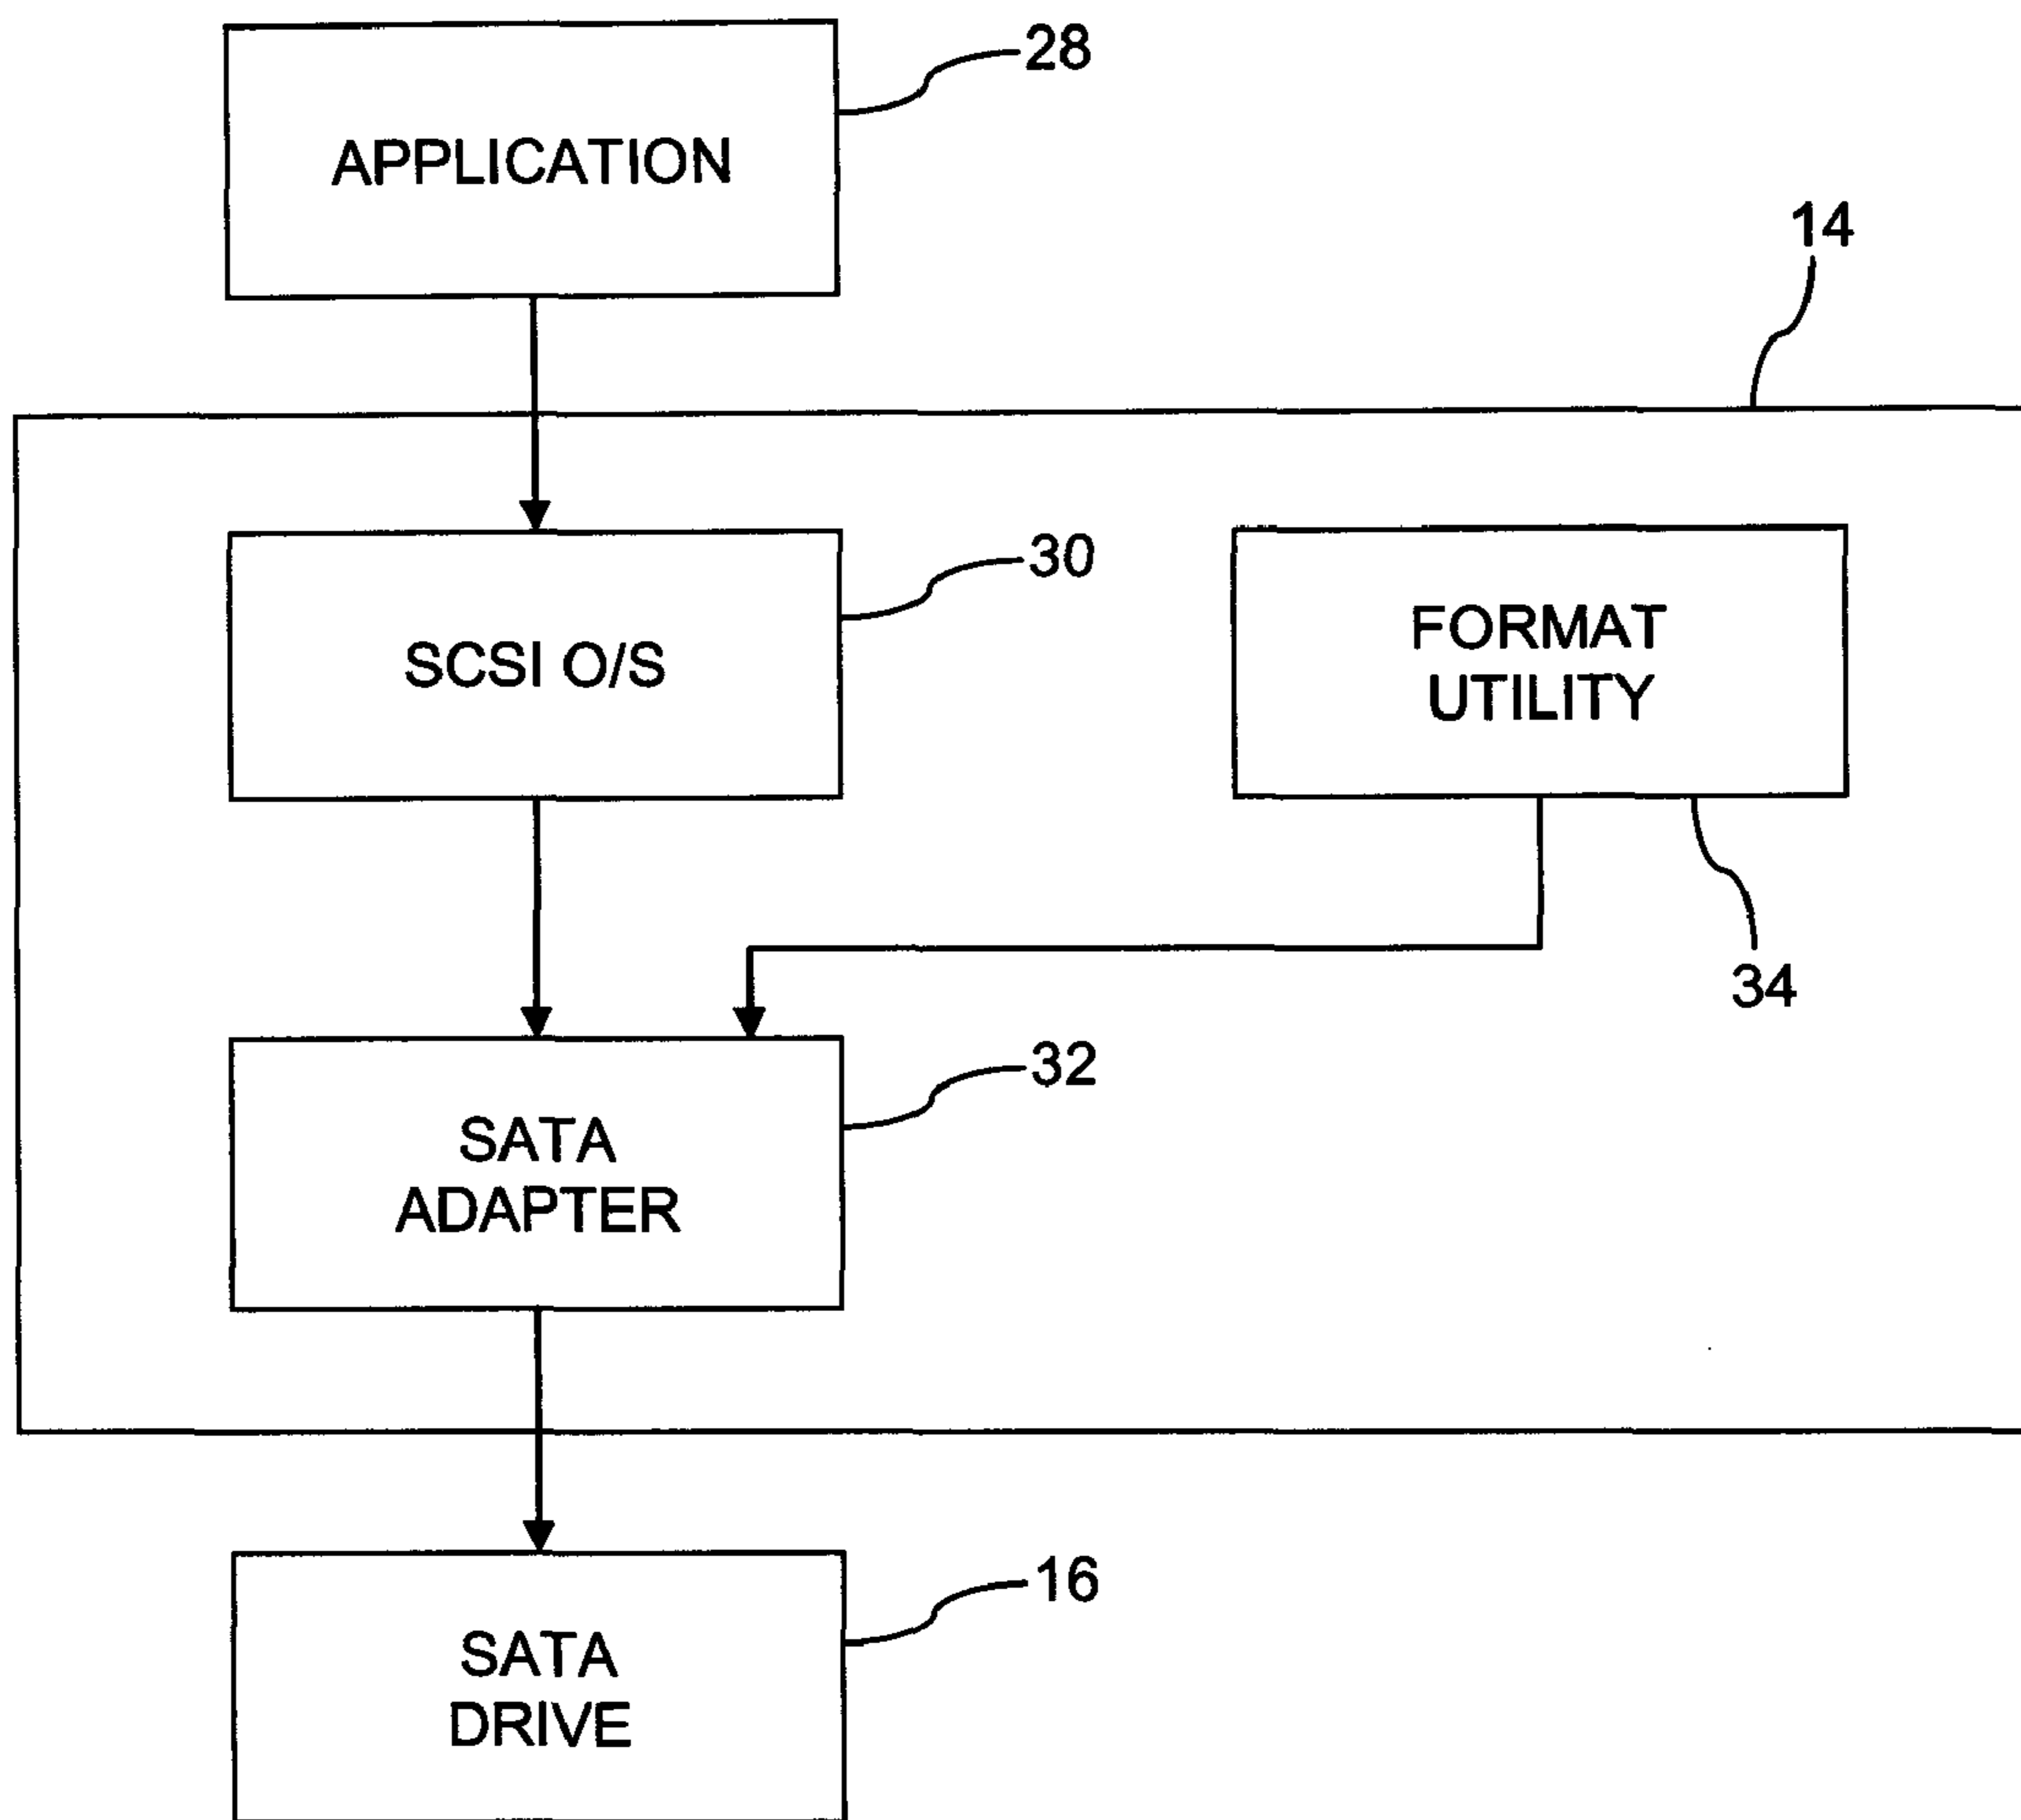 28
APPLICATION
14
30
SCSI O/S
FORMAT
UTILITY
34
32
SATA
ADAPTER
16
SATA
DRIVE